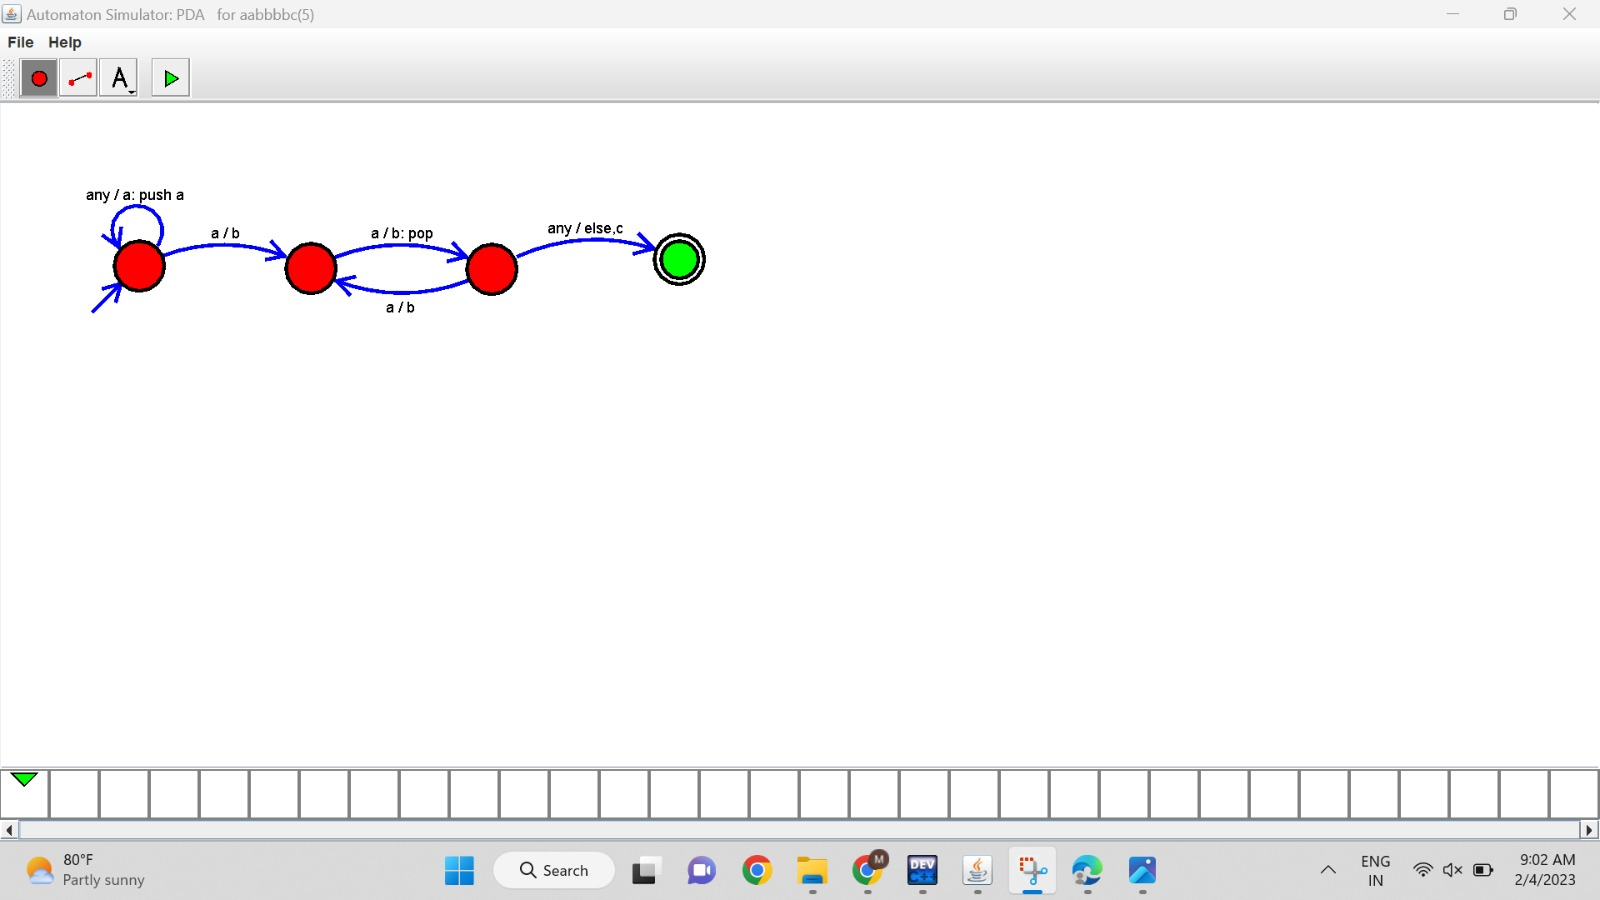 Automaton Simulator: PDA for aabbbbc(5)
File Help
A
any / a: push a
a / b
a / b: pop
any / else,c
a / b
80°F
Partly sunny
Search
M
DEV
C++
ENG
IN
9:02 AM
2/4/2023